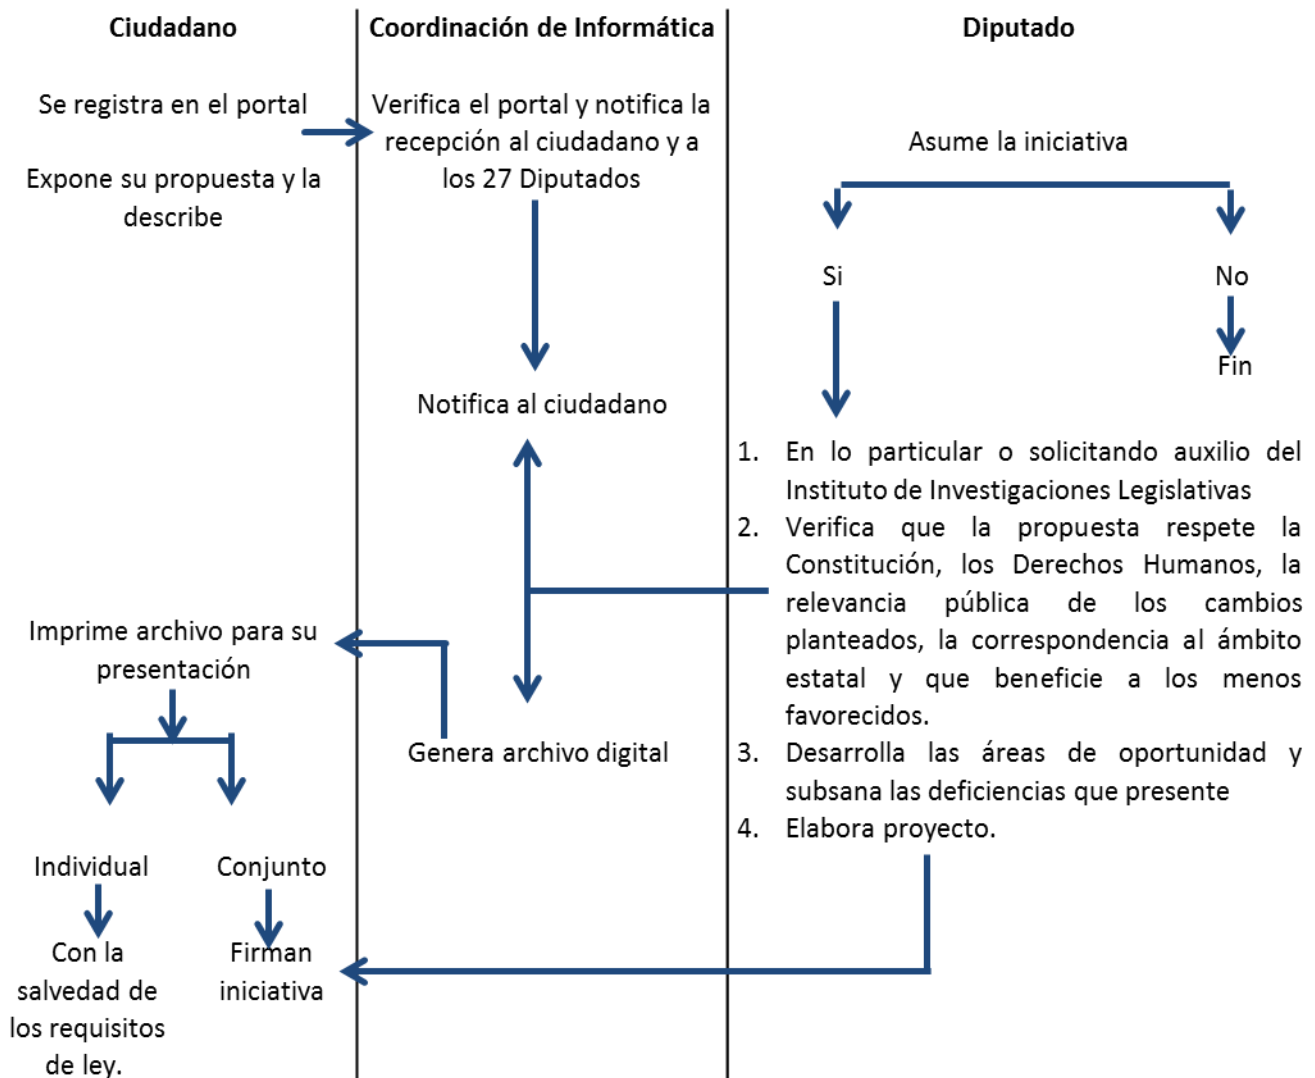 Ciudadano
Se registra en el portal
Expone su propuesta y la
describe
Imprime archivo para su
presentación
Individual
Con la
salvedad de
los requisitos
de ley.
Conjunto
Firman
iniciativa
Coordinación de Informática
Verifica el portal y notifica la
recepción al ciudadano y a
los 27 Diputados
Notifica al ciudadano
Genera archivo digital
Diputado
Asume la iniciativa
Si
No
Fin
1. En lo particular o solicitando auxilio del
Instituto de Investigaciones Legislativas
2. Verifica que la propuesta respete la
Constitución, los Derechos Humanos, la
relevancia pública de los cambios
planteados, la correspondencia al ámbito
estatal y que beneficie a los menos
favorecidos.
3. Desarrolla las áreas de oportunidad y
subsana las deficiencias que presente
4. Elabora proyecto.